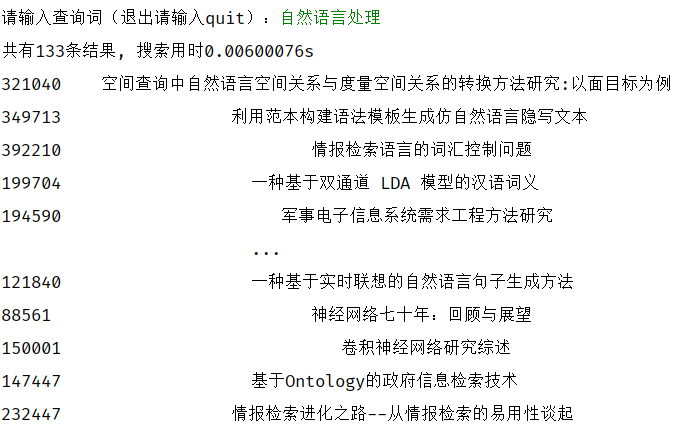 请输入查询词（退出请输入quit）：自然语言处理
共有133条结果, 搜索用时0.00600076s
321040 空间查询中自然语言空间关系与度量空间关系的转换方法研究:以面目标为例
349713 利用范本构建语法模板生成仿自然语言隐写文本
392210 情报检索语言的词汇控制问题
199704 一种基于双通道 LDA 模型的汉语词义
194590 军事电子信息系统需求工程方法研究
...
121840 一种基于实时联想的自然语言句子生成方法
88561 神经网络七十年：回顾与展望
150001 卷积神经网络研究综述
147447 基于Ontology的政府信息检索技术
232447 情报检索进化之路--从情报检索的易用性谈起